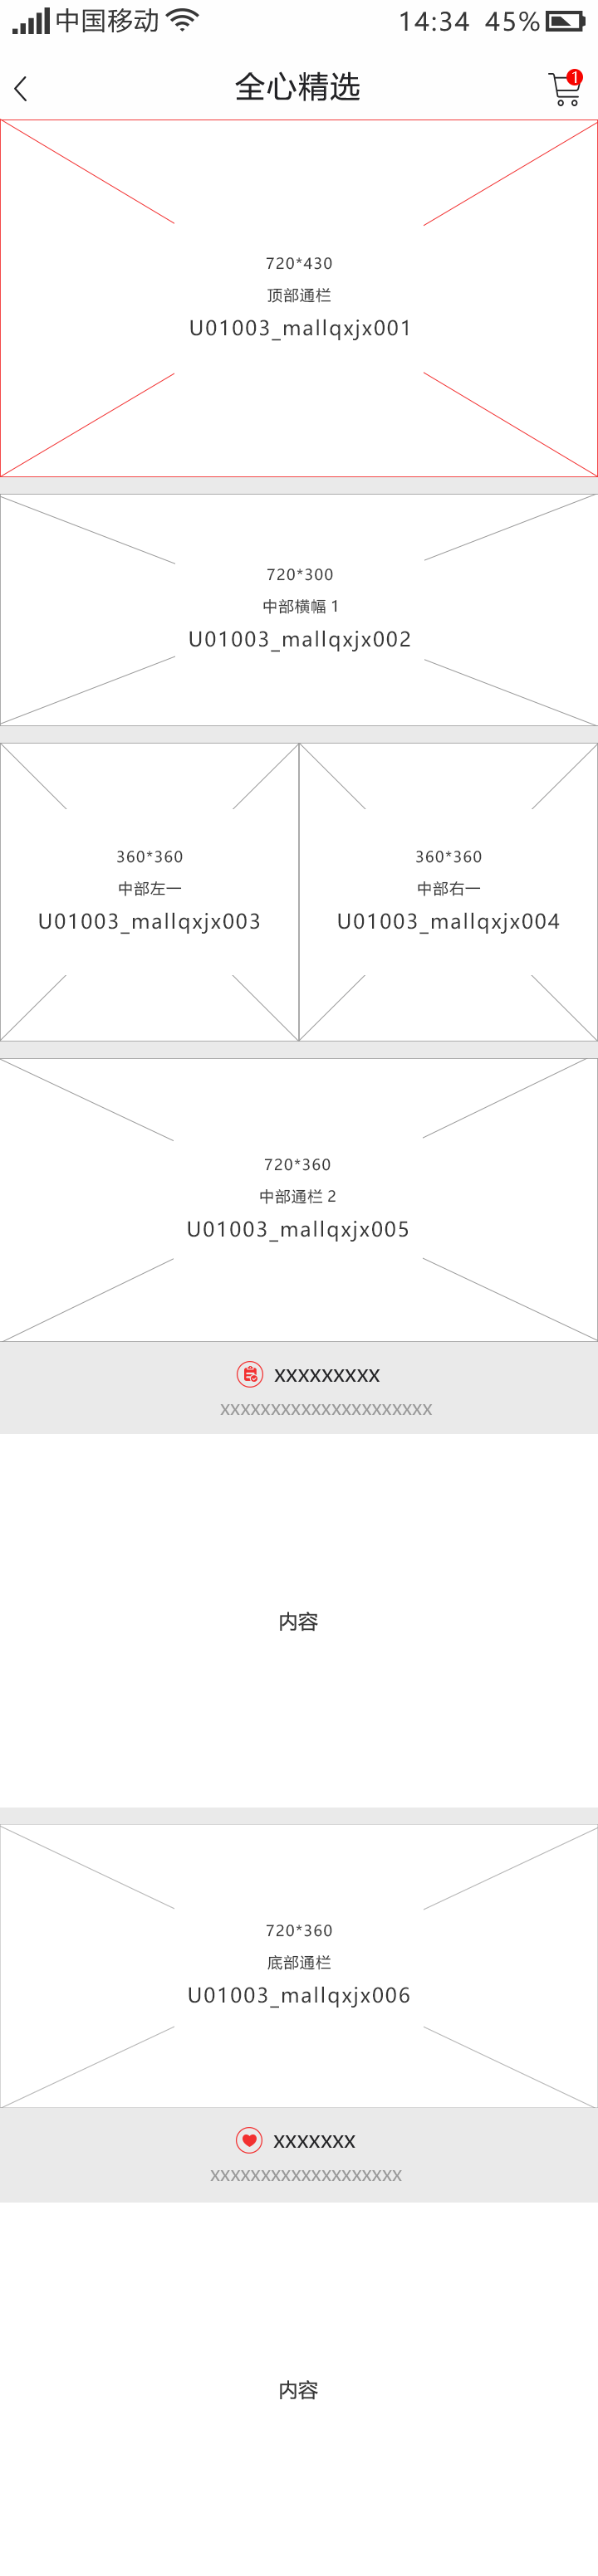 中国移动 14:34 45%
全心精选 1
720*430
顶部通栏
U01003_mallqxjx001
720*300
中部横幅 1
U01003_mallqxjx002
360*360
中部左一
U01003_mallqxjx003
360*360
中部右一
U01003_mallqxjx004
720*360
中部通栏 2
U01003_mallqxjx005
xxxxxxxxx
xxxxxxxxxxxxxxxxxxxxx
内容
720*360
底部通栏
U01003_mallqxjx006
xxxxxxx
xxxxxxxxxxxxxxxxxxx
内容